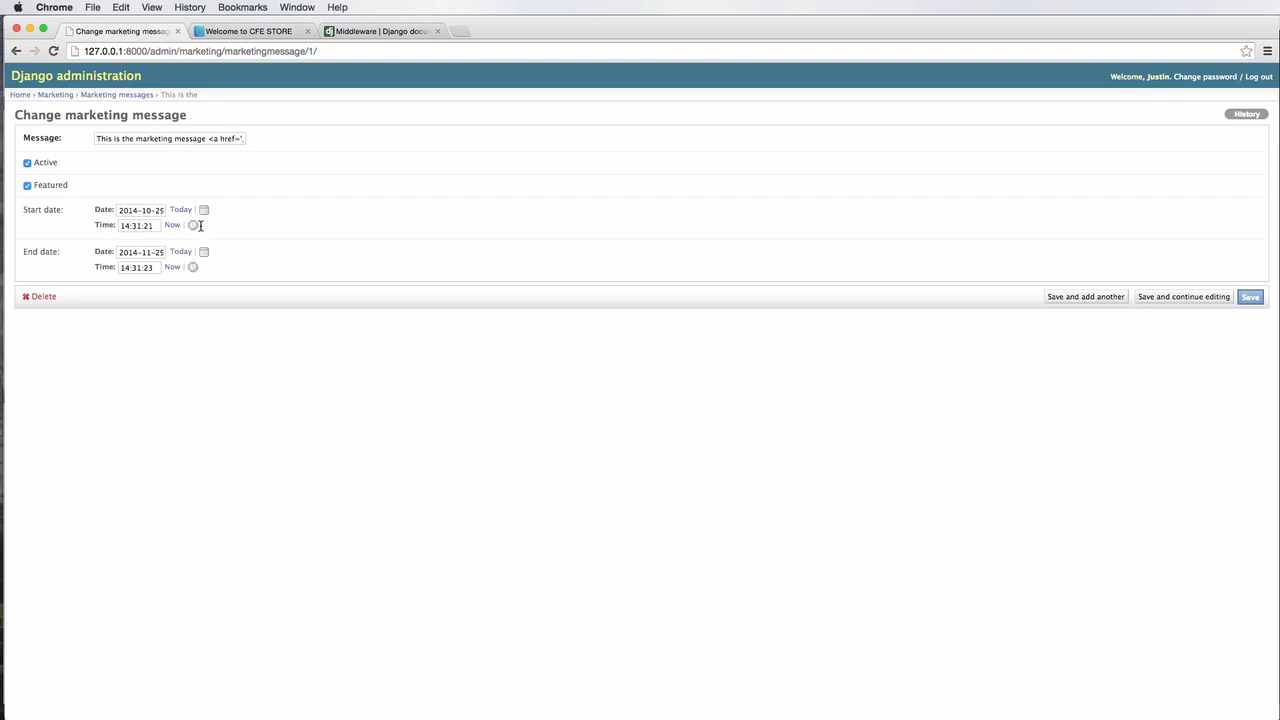 Chrome File Edit View History Bookmarks Window Help
Change marketing messag × Welcome to CFE STORE × Middleware | Django docu ×
127.0.0.1:8000/admin/marketing/marketingmessage/1/
Django administration
Welcome, Justin. Change password / Log out
Home › Marketing › Marketing messages › This is the
Change marketing message
History
Message: This is the marketing message <a href='.
Active
Featured
Start date: Date: 2014-10-29 Today |
Time: 14:31:21 Now |
End date: Date: 2014-11-29 Today |
Time: 14:31:23 Now |
Delete
Save and add another Save and continue editing Save